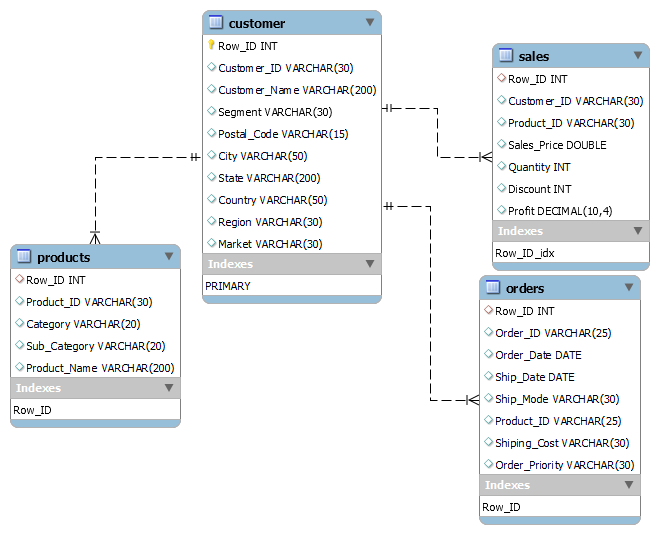 customer
Row_ID INT
Customer_ID VARCHAR(30)
Customer_Name VARCHAR(200)
Segment VARCHAR(30)
Postal_Code VARCHAR(15)
City VARCHAR(50)
State VARCHAR(200)
Country VARCHAR(50)
Region VARCHAR(30)
Market VARCHAR(30)
Indexes
PRIMARY
sales
Row_ID INT
Customer_ID VARCHAR(30)
Product_ID VARCHAR(30)
Sales_Price DOUBLE
Quantity INT
Discount INT
Profit DECIMAL(10,4)
Indexes
Row_ID_idx
products
Row_ID INT
Product_ID VARCHAR(30)
Category VARCHAR(20)
Sub_Category VARCHAR(20)
Product_Name VARCHAR(200)
Indexes
Row_ID
orders
Row_ID INT
Order_ID VARCHAR(25)
Order_Date DATE
Ship_Date DATE
Ship_Mode VARCHAR(30)
Product_ID VARCHAR(25)
Shiping_Cost VARCHAR(30)
Order_Priority VARCHAR(30)
Indexes
Row_ID